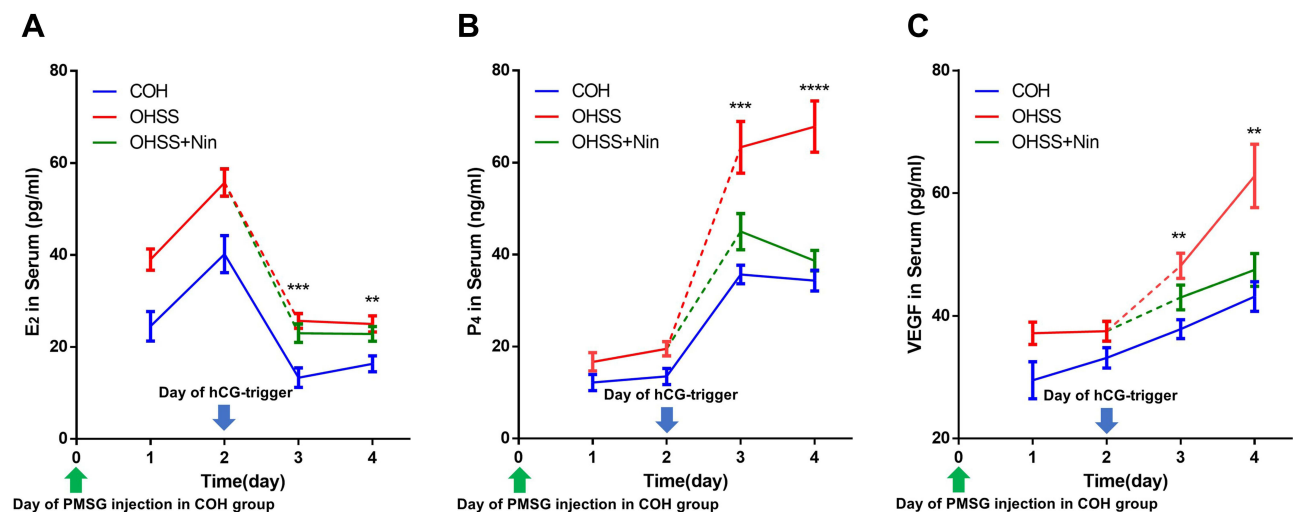 A
E2 in Serum (pg/ml)
80
60
40
20
0
COH
OHSS
OHSS+Nin
***
**
Day of hCG-trigger
0 1 2 3 4
Time(day)
Day of PMSG injection in COH group
B
P4 in Serum (ng/ml)
80
60
40
20
0
COH
OHSS
OHSS+Nin
***
****
Day of hCG-trigger
0 1 2 3 4
Time(day)
Day of PMSG injection in COH group
C
VEGF in Serum (pg/ml)
80
60
40
20
COH
OHSS
OHSS+Nin
**
**
Day of hCG-trigger
0 1 2 3 4
Time(day)
Day of PMSG injection in COH group